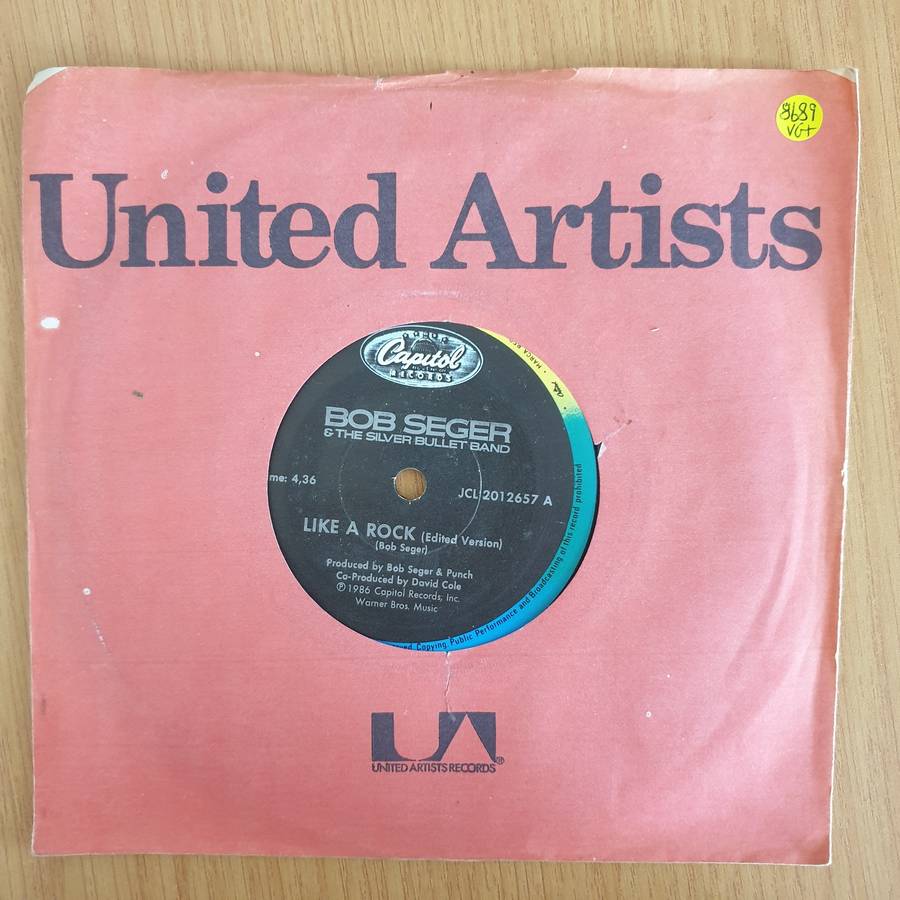 8689
VG+
United Artists
Capitol
RECORDS
MARCA
BOB SEGER
& THE SILVER BULLET BAND
me: 4,36
JCL 2012657 A
LIKE A ROCK (Edited Version)
(Bob Seger)
Produced by Bob Seger & Punch
Co-Produced by David Cole
℗ 1986 Capitol Records, Inc.
Warner Bros. Music
Copying, Public Performance and Broadcasting of this record prohibited
UA®
UNITED ARTISTS RECORDS